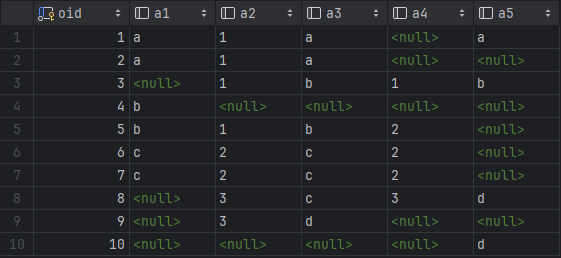 oid a1 a2 a3 a4 a5
1 1 a 1 a <null> a
2 2 a 1 a <null> <null>
3 3 <null> 1 b 1 b
4 4 b <null> <null> <null> <null>
5 5 b 1 b 2 <null>
6 6 c 2 c 2 <null>
7 7 c 2 c 2 <null>
8 8 <null> 3 c 3 d
9 9 <null> 3 d <null> <null>
10 10 <null> <null> <null> <null> d